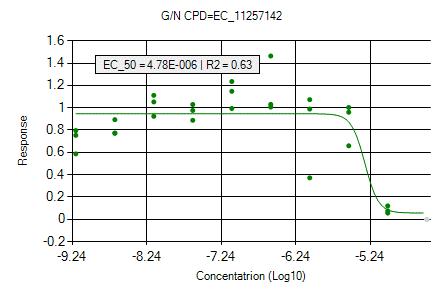 G/N CPD=EC_11257142
EC_50 = 4.78E-006 | R2 = 0.63
1.6
1.4
1.2
1
0.8
0.6
0.4
0.2
0
-0.2
Response
-9.24 -8.24 -7.24 -6.24 -5.24
Concentatrion (Log10)